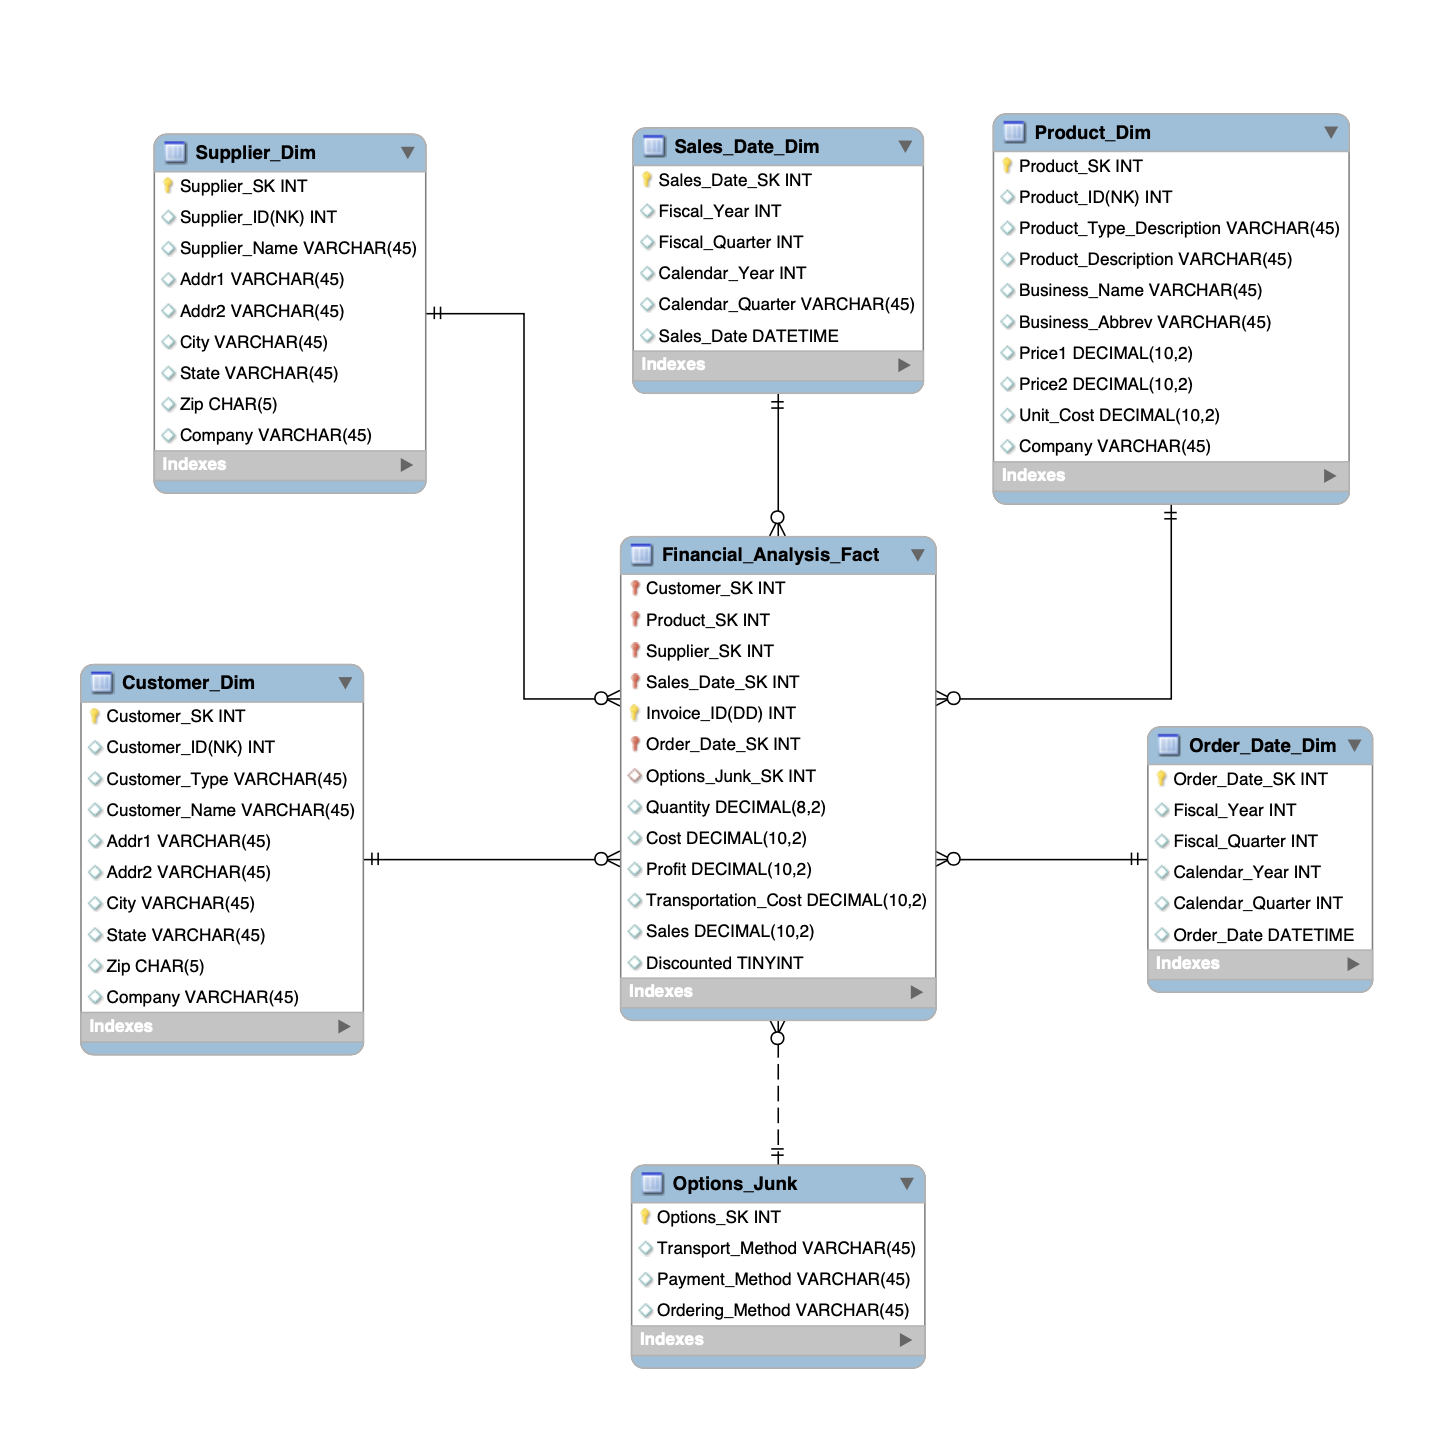 Supplier_Dim
Supplier_SK INT
Supplier_ID(NK) INT
Supplier_Name VARCHAR(45)
Addr1 VARCHAR(45)
Addr2 VARCHAR(45)
City VARCHAR(45)
State VARCHAR(45)
Zip CHAR(5)
Company VARCHAR(45)
Indexes
Sales_Date_Dim
Sales_Date_SK INT
Fiscal_Year INT
Fiscal_Quarter INT
Calendar_Year INT
Calendar_Quarter VARCHAR(45)
Sales_Date DATETIME
Indexes
Product_Dim
Product_SK INT
Product_ID(NK) INT
Product_Type_Description VARCHAR(45)
Product_Description VARCHAR(45)
Business_Name VARCHAR(45)
Business_Abbrev VARCHAR(45)
Price1 DECIMAL(10,2)
Price2 DECIMAL(10,2)
Unit_Cost DECIMAL(10,2)
Company VARCHAR(45)
Indexes
Financial_Analysis_Fact
Customer_SK INT
Product_SK INT
Supplier_SK INT
Sales_Date_SK INT
Invoice_ID(DD) INT
Order_Date_SK INT
Options_Junk_SK INT
Quantity DECIMAL(8,2)
Cost DECIMAL(10,2)
Profit DECIMAL(10,2)
Transportation_Cost DECIMAL(10,2)
Sales DECIMAL(10,2)
Discounted TINYINT
Indexes
Customer_Dim
Customer_SK INT
Customer_ID(NK) INT
Customer_Type VARCHAR(45)
Customer_Name VARCHAR(45)
Addr1 VARCHAR(45)
Addr2 VARCHAR(45)
City VARCHAR(45)
State VARCHAR(45)
Zip CHAR(5)
Company VARCHAR(45)
Indexes
Order_Date_Dim
Order_Date_SK INT
Fiscal_Year INT
Fiscal_Quarter INT
Calendar_Year INT
Calendar_Quarter INT
Order_Date DATETIME
Indexes
Options_Junk
Options_SK INT
Transport_Method VARCHAR(45)
Payment_Method VARCHAR(45)
Ordering_Method VARCHAR(45)
Indexes